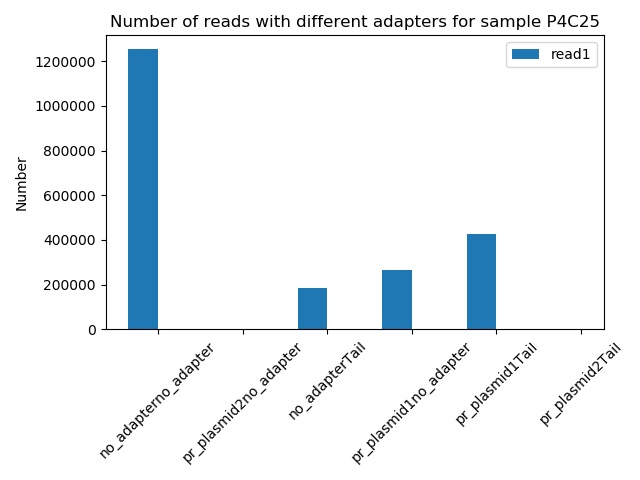 Number of reads with different adapters for sample P4C25
read1
Number
1200000
1000000
800000
600000
400000
200000
0
no_adapterno_adapter
pr_plasmid2no_adapter
no_adapterTail
pr_plasmid1no_adapter
pr_plasmid1Tail
pr_plasmid2Tail